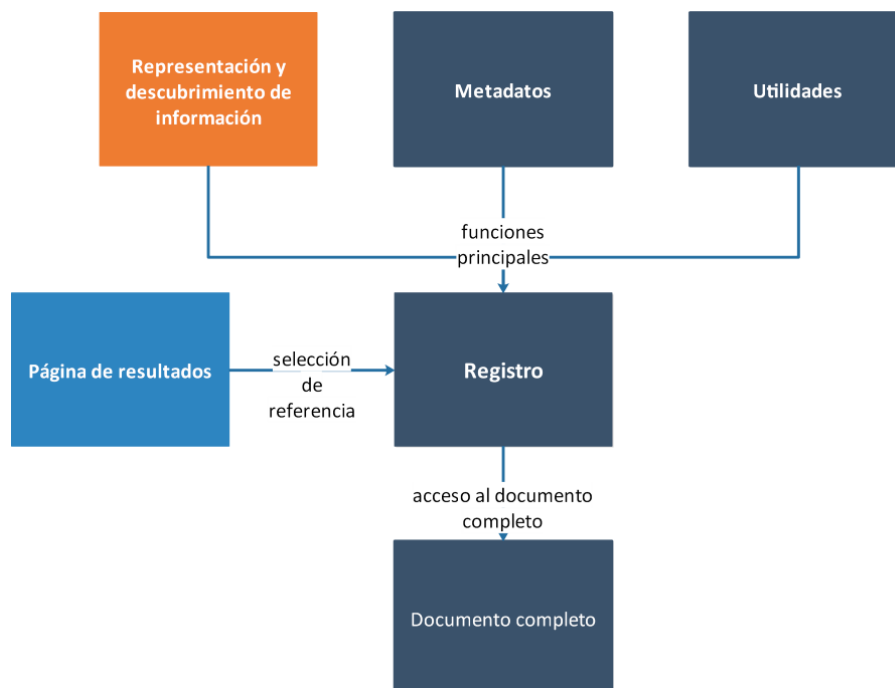 Representación y
descubrimiento de
información
Metadatos
Utilidades
funciones
principales
Página de resultados
selección
de
referencia
Registro
acceso al documento
completo
Documento completo